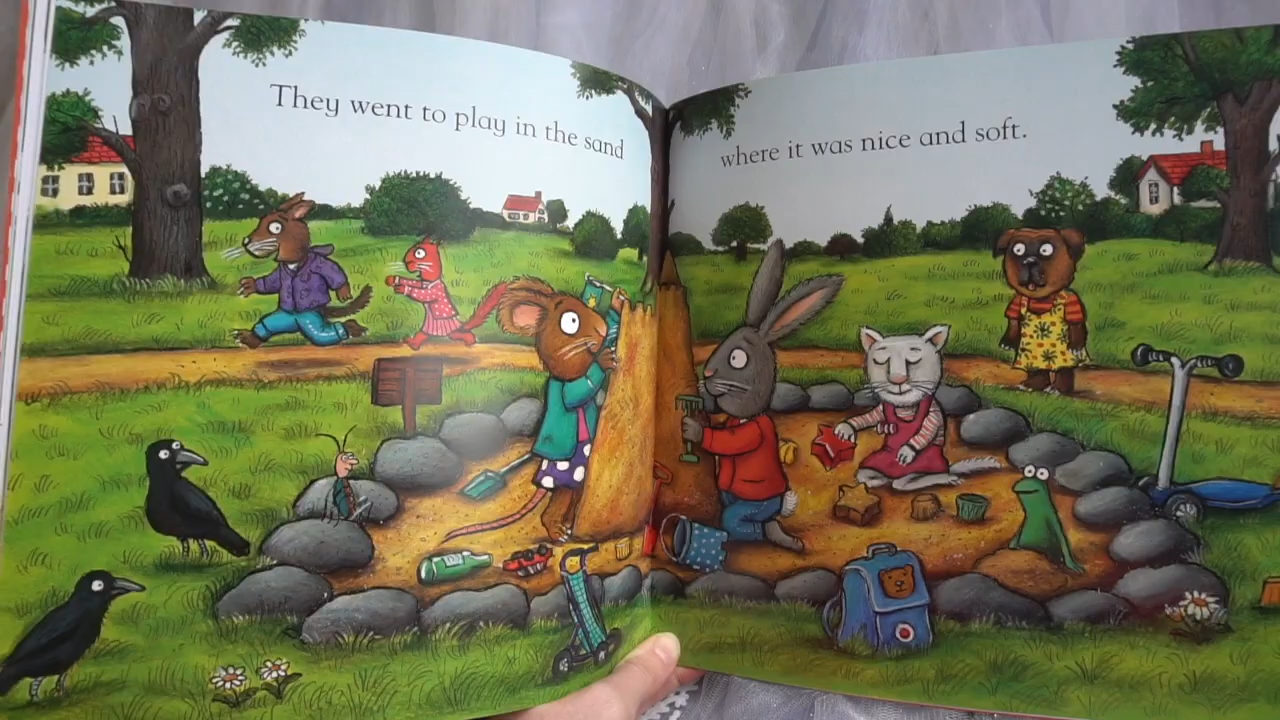 They went to play in the sand
where it was nice and soft.